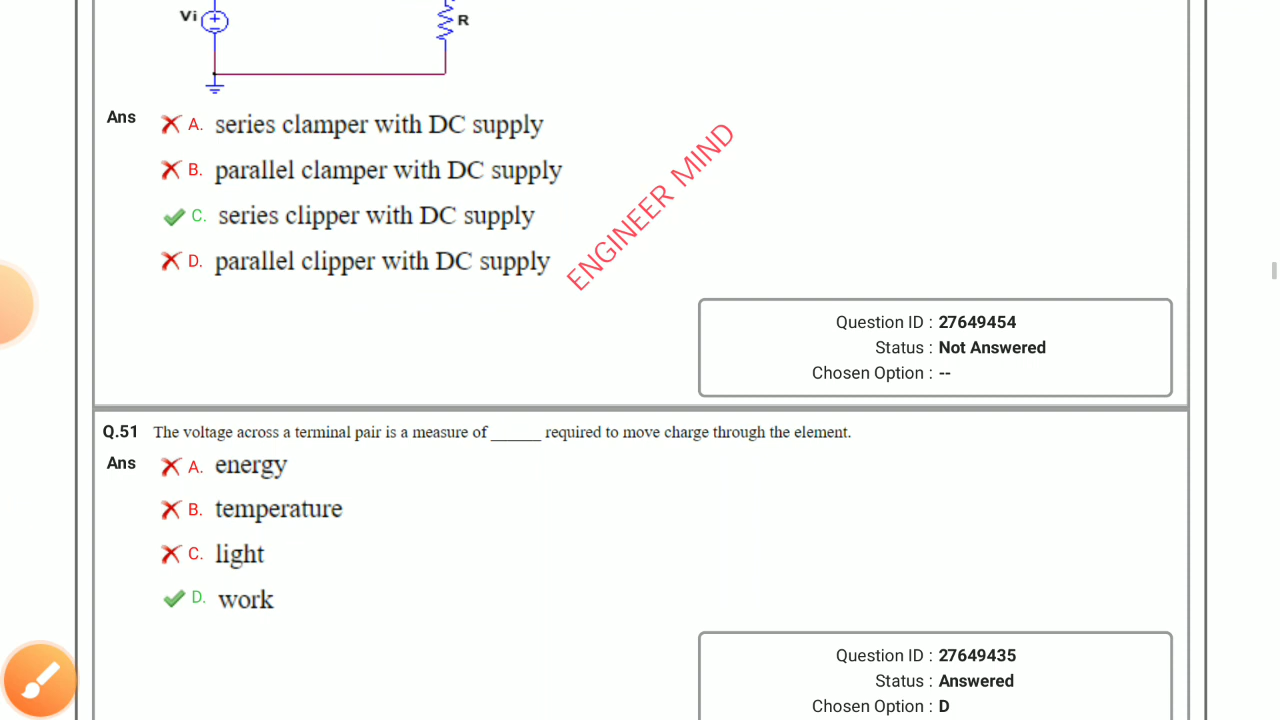 Vi
R
Ans
A. series clamper with DC supply
B. parallel clamper with DC supply
C. series clipper with DC supply
D. parallel clipper with DC supply
ENGINEER MIND
Question ID : 27649454
Status : Not Answered
Chosen Option : --
Q.51 The voltage across a terminal pair is a measure of ______ required to move charge through the element.
Ans
A. energy
B. temperature
C. light
D. work
Question ID : 27649435
Status : Answered
Chosen Option : D